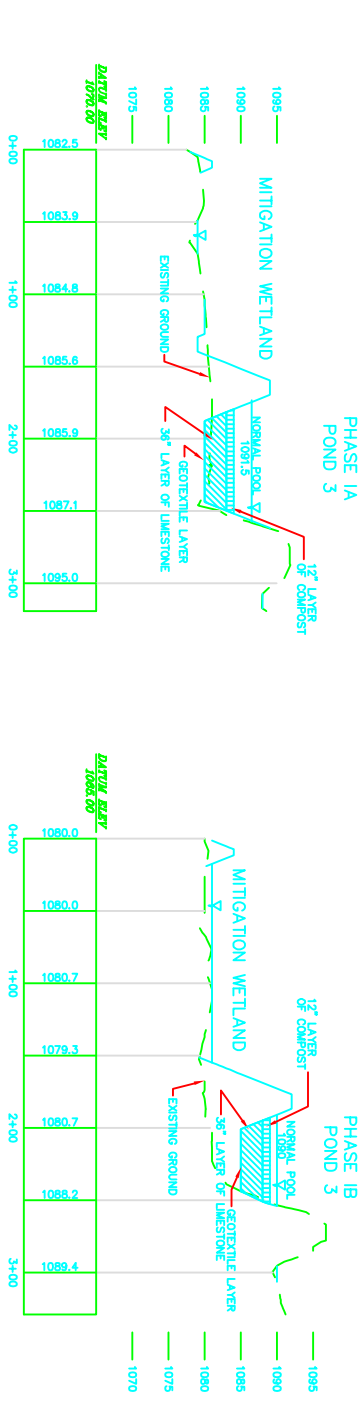 PHASE IA
POND 3
1095
1090
1085
1080
1075
MITIGATION WETLAND
NORMAL POOL
1091.5
12" LAYER
OF COMPOST
EXISTING GROUND
36" LAYER OF LIMESTONE
GEOTEXTILE LAYER
DATUM ELEV
1070.00
1082.5
1083.9
1084.8
1085.6
1085.9
1087.1
1095.0
0+00
1+00
2+00
3+00
PHASE IB
POND 3
12" LAYER
OF COMPOST
MITIGATION WETLAND
NORMAL POOL
1090
36" LAYER OF LIMESTONE
GEOTEXTILE LAYER
EXISTING GROUND
1095
1090
1085
1080
1075
1070
DATUM ELEV
1065.00
1080.0
1080.0
1080.7
1079.3
1080.7
1088.2
1089.4
0+00
1+00
2+00
3+00